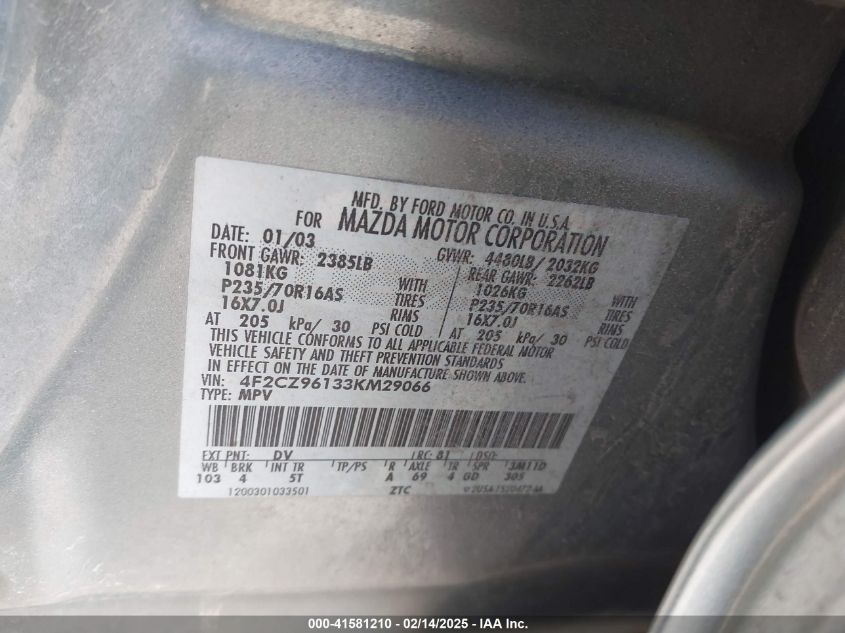 MFD. BY FORD MOTOR CO. IN U.S.A.
FOR MAZDA MOTOR CORPORATION
DATE: 01/03 GVWR: 4480LB/ 2032KG
FRONT GAWR: 2385LB REAR GAWR: 2262LB
1081KG WITH 1026KG WITH
P235/70R16AS TIRES P235/70R16AS TIRES
16X7.0J RIMS 16X7.0J RIMS
AT 205 kPa/ 30 PSI COLD AT 205 kPa/ 30 PSI COLD
THIS VEHICLE CONFORMS TO ALL APPLICABLE FEDERAL MOTOR
VEHICLE SAFETY AND THEFT PREVENTION STANDARDS
IN EFFECT ON THE DATE OF MANUFACTURE SHOWN ABOVE.
VIN: 4F2CZ96133KM29066
TYPE: MPV
EXT PNT: DV RC: 81 DSO:
WB BRK INT TR TP/PS R AXLE TR SPR
103 4 5T A 69 4 GD 305
1200301033501 ZTC
000-41581210 - 02/14/2025 - IAAI, Inc.